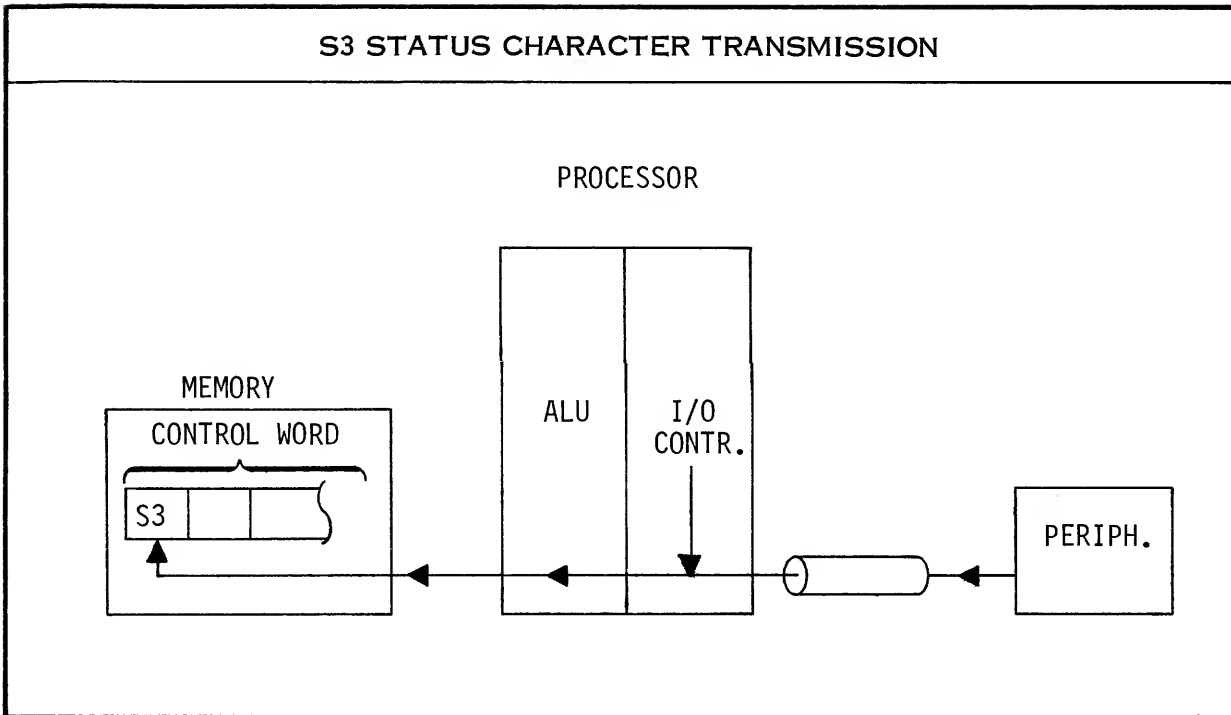 S3 STATUS CHARACTER TRANSMISSION
PROCESSOR
MEMORY
CONTROL WORD
S3
ALU
I/O
CONTR.
PERIPH.